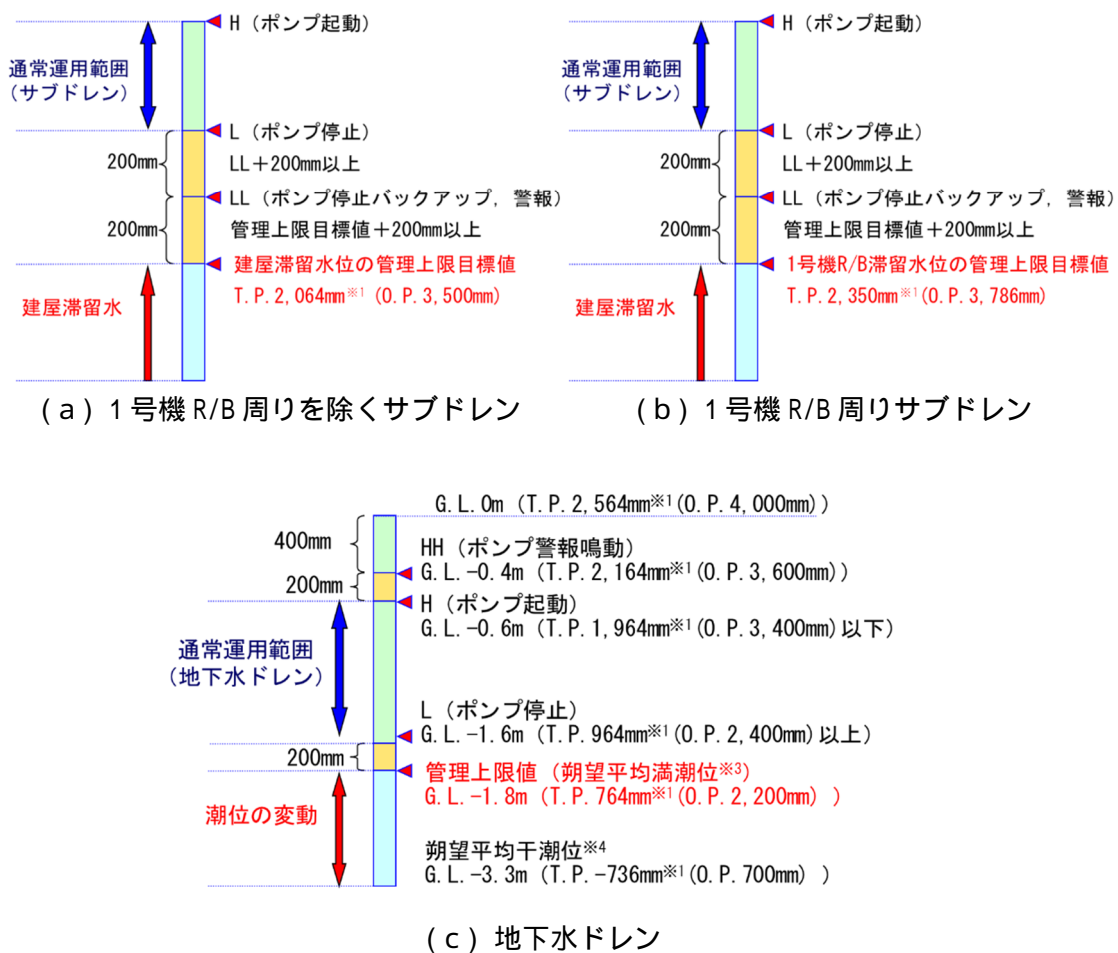 H（ポンプ起動）
通常運用範囲
（サブドレン）
L（ポンプ停止）
200mm
LL＋200mm以上
LL（ポンプ停止バックアップ，警報）
200mm
管理上限目標値＋200mm以上
建屋滞留水位の管理上限目標値
T.P.2,064mm※1（O.P.3,500mm）
建屋滞留水
(a) 1号機R/B周りを除くサブドレン
H（ポンプ起動）
通常運用範囲
（サブドレン）
L（ポンプ停止）
200mm
LL＋200mm以上
LL（ポンプ停止バックアップ，警報）
200mm
管理上限目標値＋200mm以上
1号機R/B滞留水位の管理上限目標値
T.P.2,350mm※1（O.P.3,786mm）
建屋滞留水
(b) 1号機R/B周りサブドレン
G.L.0m（T.P.2,564mm※1（O.P.4,000mm））
400mm
HH（ポンプ警報鳴動）
G.L.-0.4m（T.P.2,164mm※1（O.P.3,600mm））
200mm
H（ポンプ起動）
G.L.-0.6m（T.P.1,964mm※1（O.P.3,400mm）以下）
通常運用範囲
（地下水ドレン）
L（ポンプ停止）
G.L.-1.6m（T.P.964mm※1（O.P.2,400mm）以上）
200mm
管理上限値（朔望平均満潮位※3）
G.L.-1.8m（T.P.764mm※1（O.P.2,200mm））
潮位の変動
朔望平均干潮位※4
G.L.-3.3m（T.P.-736mm※1（O.P.700mm））
(c) 地下水ドレン